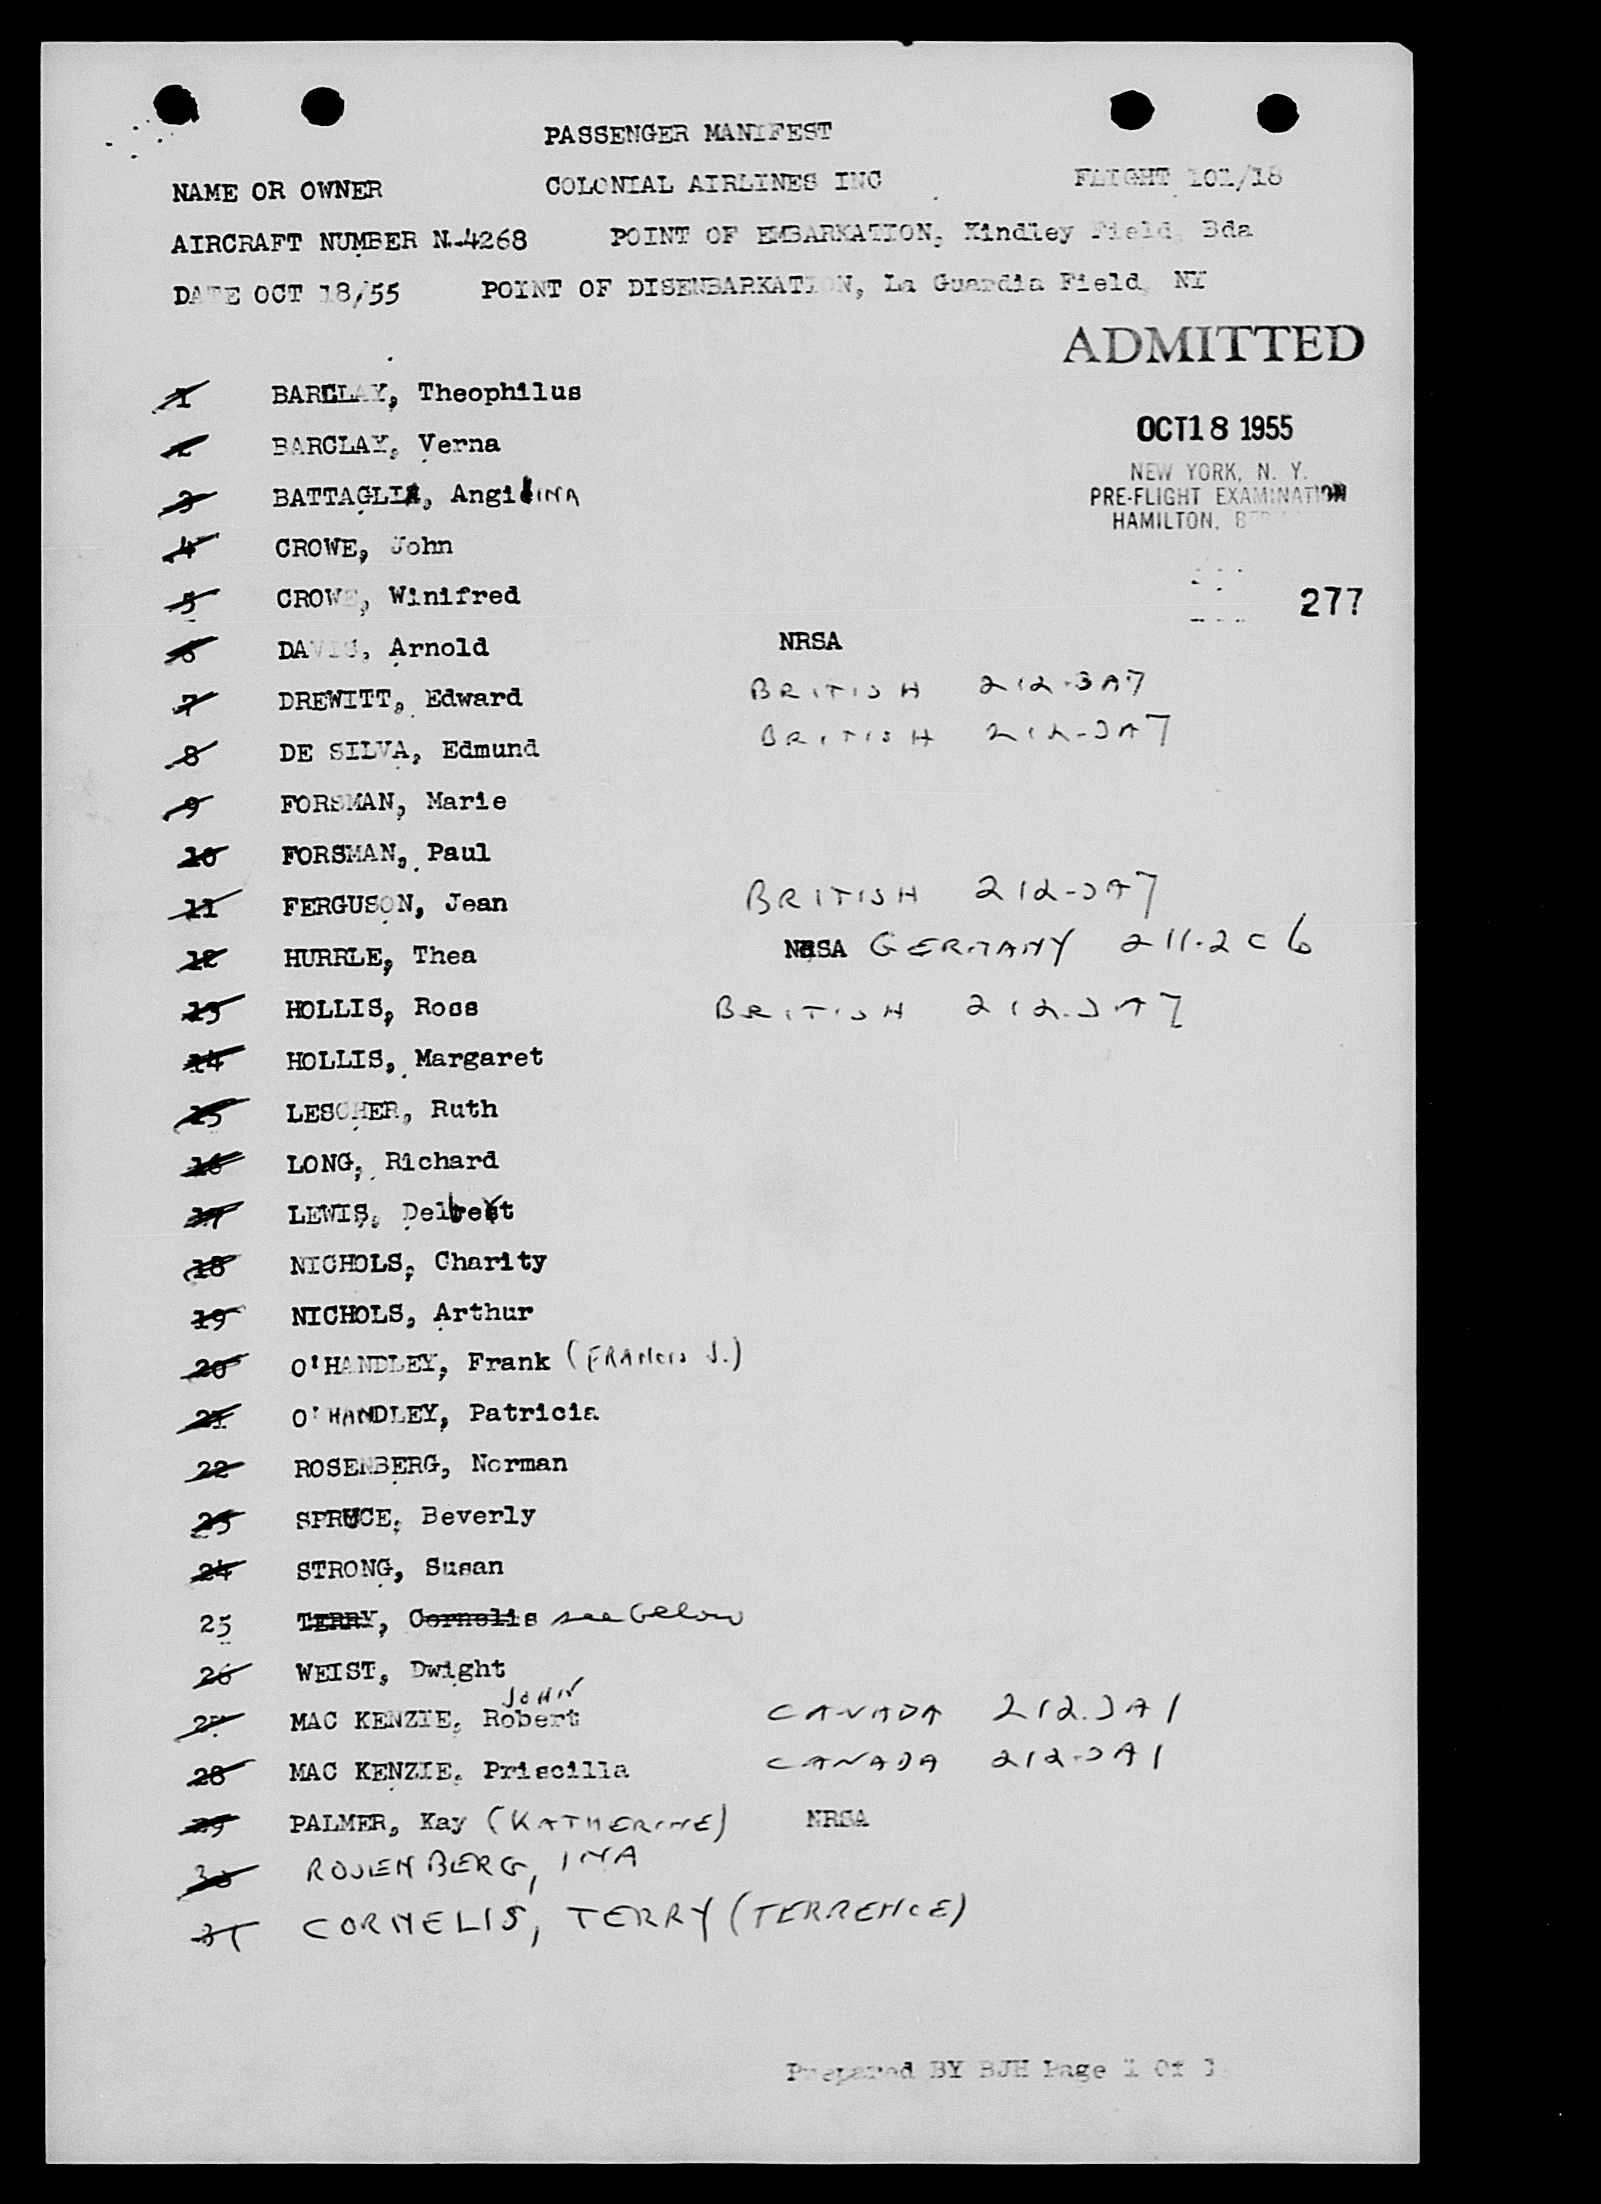 PASSENGER MANIFEST
NAME OR OWNER COLONIAL AIRLINES INC FLIGHT 101/18
AIRCRAFT NUMBER N-4268 POINT OF EMBARKATION, Kindley Field, Bda
DATE OCT 18/55 POINT OF DISENBARKATION, La Guardia Field, NY
ADMITTED
OCT 18 1955
NEW YORK, N. Y.
PRE-FLIGHT EXAMINATION
HAMILTON,
277
1 BARCLAY, Theophilus
2 BARCLAY, Verna
3 BATTAGLIA, Angilina
4 CROWE, John
5 CROWE, Winifred
6 DAVIS, Arnold NRSA
7 DREWITT, Edward BRITISH 212-3A7
8 DE SILVA, Edmund BRITISH 212-3A7
9 FORSMAN, Marie
10 FORSMAN, Paul
11 FERGUSON, Jean BRITISH 212-3A7
12 HURRLE, Thea NRSA GERMANY 211.2c6
13 HOLLIS, Ross BRITISH 212.3A7
14 HOLLIS, Margaret
15 LESCHER, Ruth
16 LONG, Richard
17 LEWIS,
18 NICHOLS, Charity
19 NICHOLS, Arthur
20 O'HANDLEY, Frank (FRANCIS J.)
21 O'HANDLEY, Patricia
22 ROSENBERG, Norman
23 SPRUCE, Beverly
24 STRONG, Susan
25 TERRY, Cornelis see below
26 WEIST, Dwight
JOHN
27 MAC KENZIE, Robert CANADA 212.3A1
28 MAC KENZIE, Priscilla CANADA 212-3A1
29 PALMER, Kay (KATHERINE) NRSA
30 ROSENBERG, INA
31 CORNELIS, TERRY (TERRENCE)
Prepared BY BJH Page 1 Of